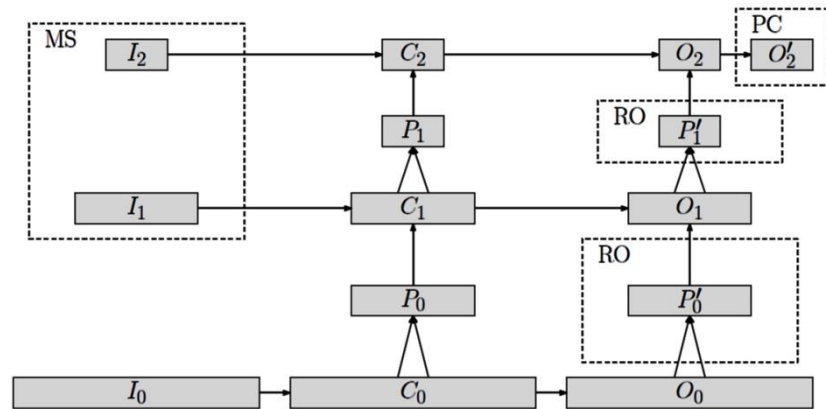 PC
MS
I₂
C₂
O₂
O′₂
RO
P₁
P′₁
I₁
C₁
O₁
RO
P₀
P′₀
I₀
C₀
O₀